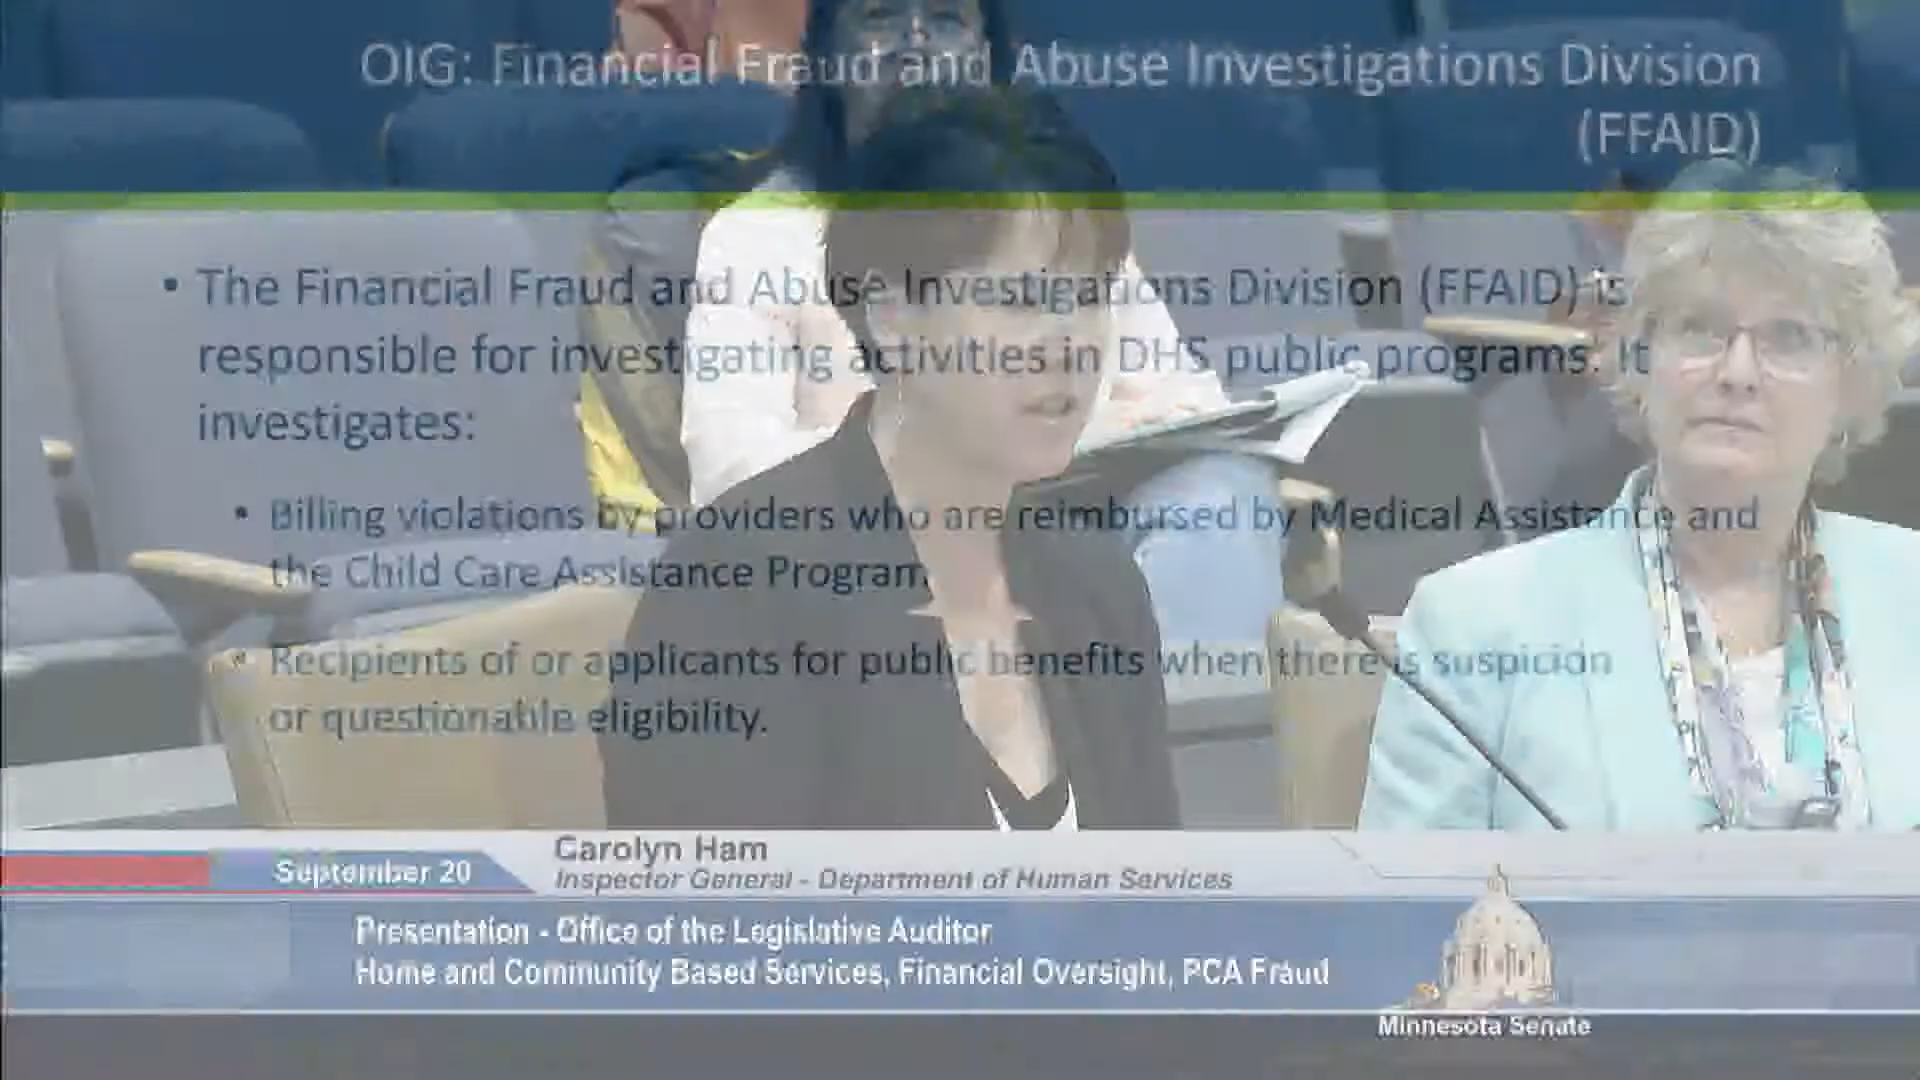 OIG: Financial Fraud and Abuse Investigations Division
(FFAID)
• The Financial Fraud and Abuse Investigations Division (FFAID) is
responsible for investigating activities in DHS public programs. It
investigates:
• Billing violations by providers who are reimbursed by Medical Assistance and
the Child Care Assistance Program.
• Recipients of or applicants for public benefits when there is suspicion
or questionable eligibility.
September 20
Carolyn Ham
Inspector General - Department of Human Services
Presentation - Office of the Legislative Auditor
Home and Community Based Services, Financial Oversight, PCA Fraud
Minnesota Senate